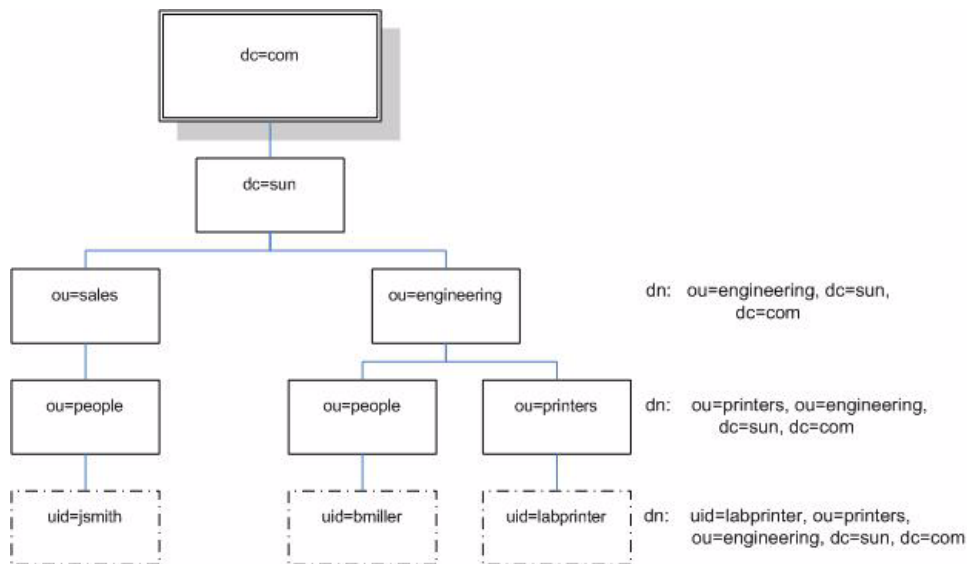 dc=com
dc=sun
ou=sales
ou=engineering
dn: ou=engineering, dc=sun,
dc=com
ou=people
ou=people
ou=printers
dn: ou=printers, ou=engineering,
dc=sun, dc=com
uid=jsmith
uid=bmiller
uid=labprinter
dn: uid=labprinter, ou=printers,
ou=engineering, dc=sun, dc=com